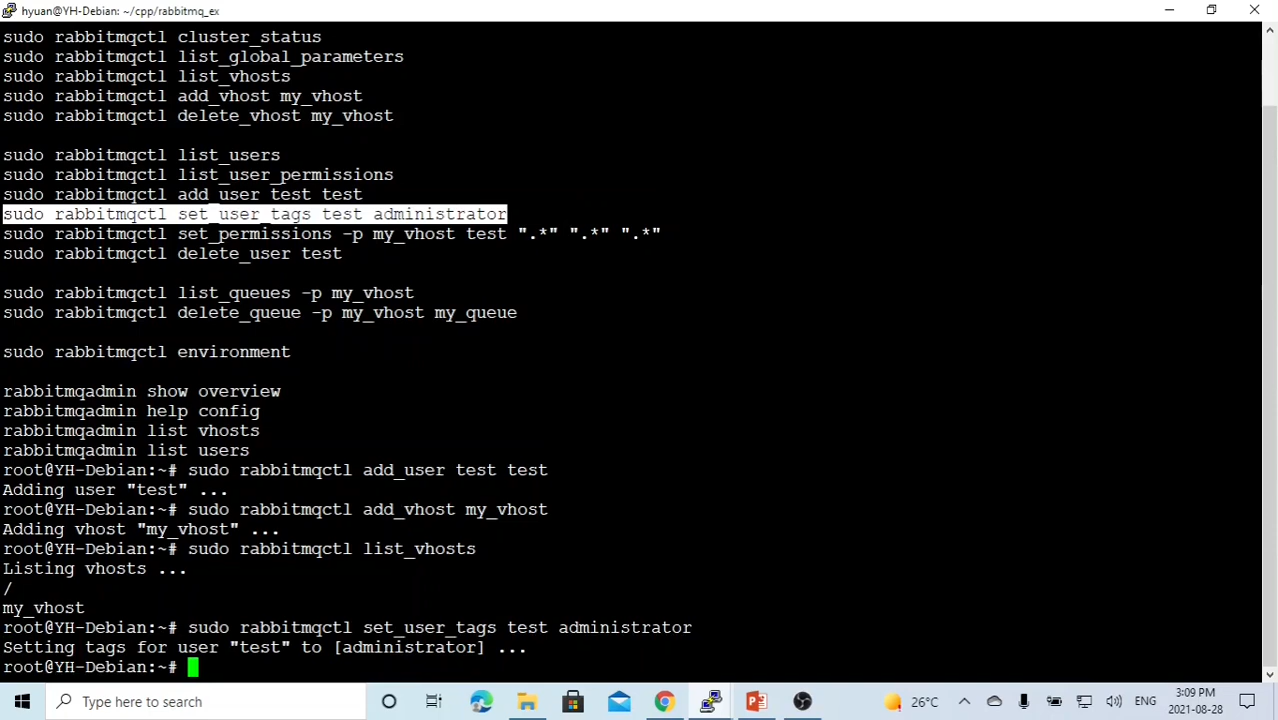 hyuan@YH-Debian: ~/cpp/rabbitmq_ex
sudo rabbitmqctl cluster_status
sudo rabbitmqctl list_global_parameters
sudo rabbitmqctl list_vhosts
sudo rabbitmqctl add_vhost my_vhost
sudo rabbitmqctl delete_vhost my_vhost
sudo rabbitmqctl list_users
sudo rabbitmqctl list_user_permissions
sudo rabbitmqctl add_user test test
sudo rabbitmqctl set_user_tags test administrator
sudo rabbitmqctl set_permissions -p my_vhost test ".*" ".*" ".*"
sudo rabbitmqctl delete_user test
sudo rabbitmqctl list_queues -p my_vhost
sudo rabbitmqctl delete_queue -p my_vhost my_queue
sudo rabbitmqctl environment
rabbitmqadmin show overview
rabbitmqadmin help config
rabbitmqadmin list vhosts
rabbitmqadmin list users
root@YH-Debian:~# sudo rabbitmqctl add_user test test
Adding user "test" ...
root@YH-Debian:~# sudo rabbitmqctl add_vhost my_vhost
Adding vhost "my_vhost" ...
root@YH-Debian:~# sudo rabbitmqctl list_vhosts
Listing vhosts ...
/
my_vhost
root@YH-Debian:~# sudo rabbitmqctl set_user_tags test administrator
Setting tags for user "test" to [administrator] ...
root@YH-Debian:~#
Type here to search
26°C
ENG
3:09 PM
2021-08-28